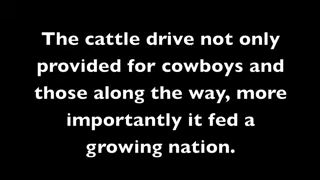 The cattle drive not only
provided for cowboys and
those along the way, more
importantly it fed a
growing nation.